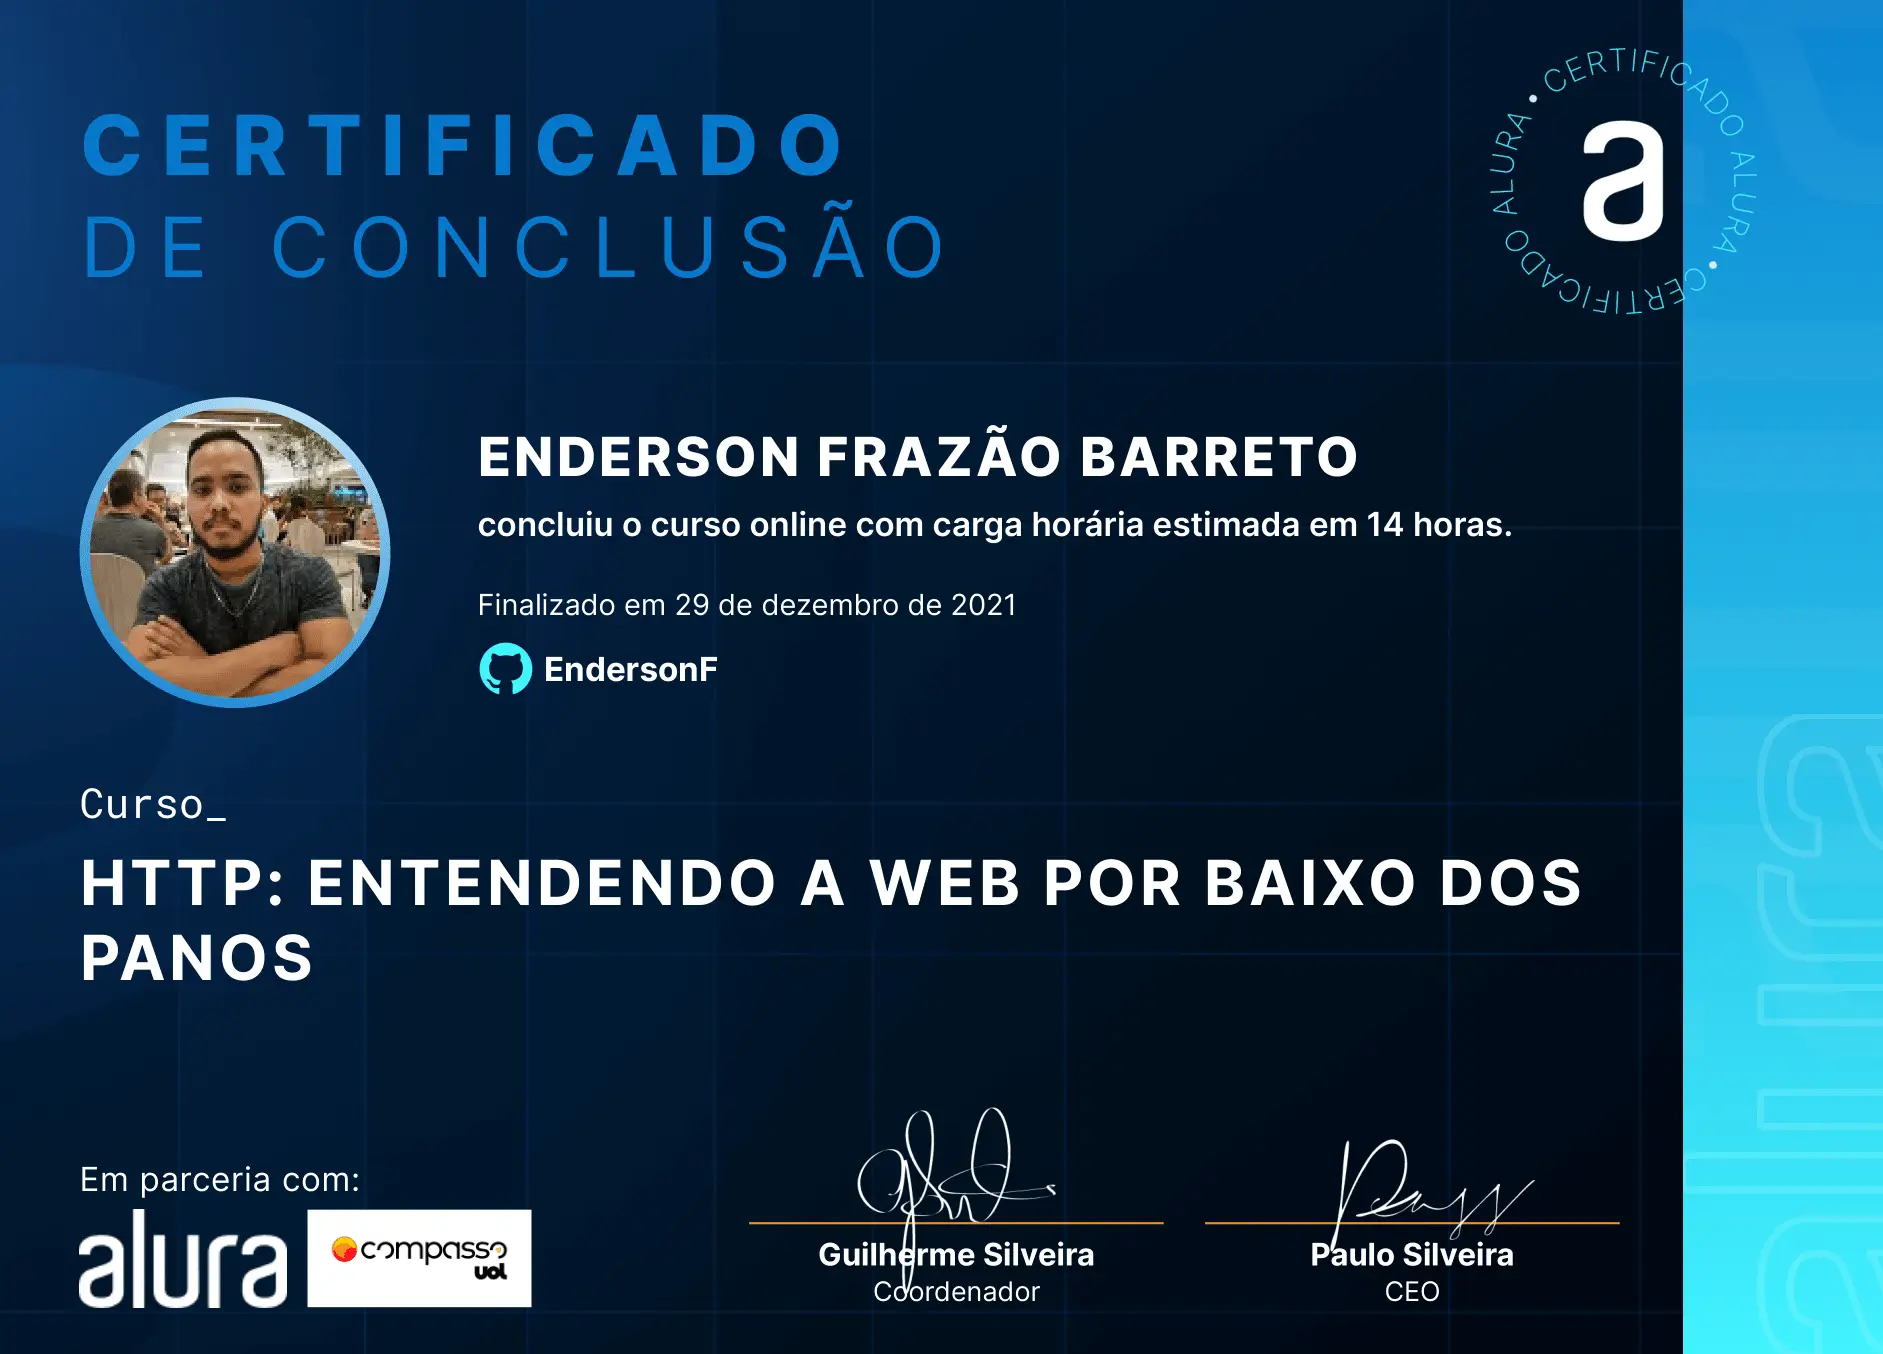 CERTIFICADO
DE CONCLUSÃO
CERTIFICADO ALURA • CERTIFICADO ALURA •
a
ENDERSON FRAZÃO BARRETO
concluiu o curso online com carga horária estimada em 14 horas.
Finalizado em 29 de dezembro de 2021
EndersonF
Curso_
HTTP: ENTENDENDO A WEB POR BAIXO DOS
PANOS
Em parceria com:
alura
compasso
uol
Guilherme Silveira
Coordenador
Paulo Silveira
CEO
alura